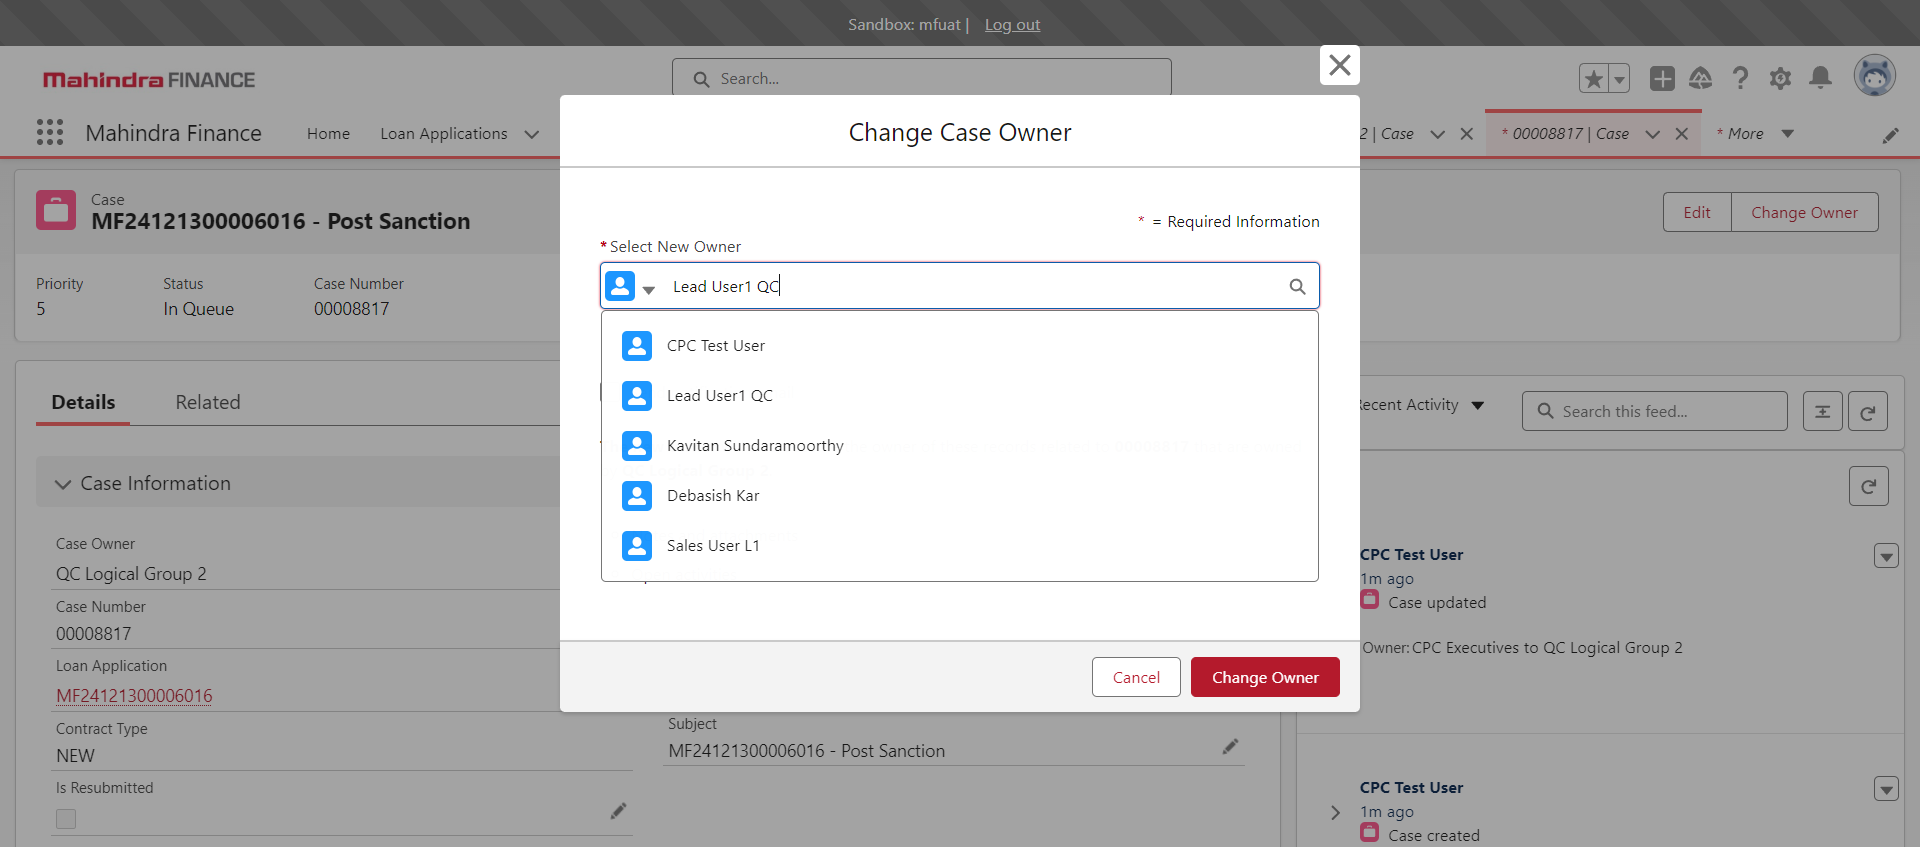 Sandbox: mfuat | Log out
Mahindra FINANCE
Search...
Mahindra Finance
Home
Loan Applications
2 | Case
* 00008817 | Case
* More
Case
MF24121300006016 - Post Sanction
Edit
Change Owner
Priority
Status
Case Number
5
In Queue
00008817
Details
Related
Case Information
Case Owner
QC Logical Group 2
Case Number
00008817
Loan Application
MF24121300006016
Contract Type
NEW
Is Resubmitted
Subject
MF24121300006016 - Post Sanction
Change Case Owner
* = Required Information
* Select New Owner
Lead User1 QC
CPC Test User
Lead User1 QC
Kavitan Sundaramoorthy
Debasish Kar
Sales User L1
Cancel
Change Owner
ecent Activity
Search this feed...
CPC Test User
1m ago
Case updated
Owner: CPC Executives to QC Logical Group 2
CPC Test User
1m ago
Case created